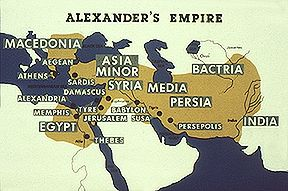 ALEXANDER'S EMPIRE
MACEDONIA
AEGEAN
ATHENS
ASIA
MINOR
SARDIS
BACTRIA
DAMASCUS
SYRIA
MEDIA
ALEXANDRIA
PERSIA
MEMPHIS
TYRE
BABYLON
JERUSALEM
SUSA
INDIA
EGYPT
PERSEPOLIS
THEBES